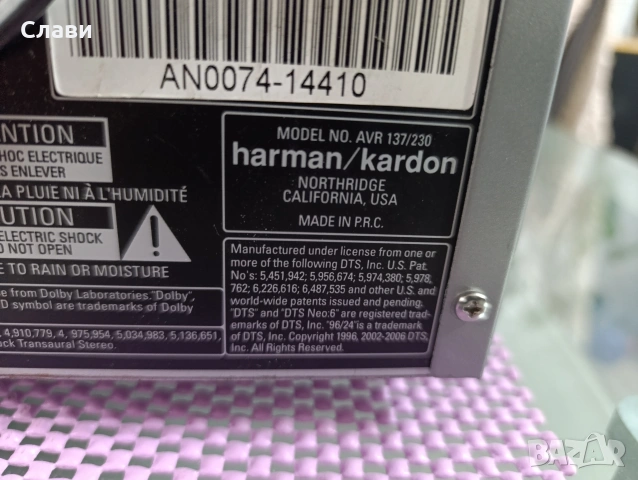 Слави
AN0074-14410
MODEL NO. AVR 137/230
harman/kardon
NORTHRIDGE
CALIFORNIA, USA
MADE IN P.R.C.
NTION
HOC ELECTRIQUE
S ENLEVER
LA PLUIE NI À L'HUMIDITÉ
UTION
ELECTRIC SHOCK
O NOT OPEN
E TO RAIN OR MOISTURE
e from Dolby Laboratories. "Dolby",
D symbol are trademarks of Dolby
4,910,779, 4, 975,954, 5,034,983, 5,136,651,
ck Transaural Stereo.
Manufactured under license from one or
more of the following DTS, Inc. U.S. Pat.
No's: 5,451,942; 5,956,674; 5,974,380; 5,978,
762; 6,226,616; 6,487,535 and other U.S. and
world-wide patents issued and pending.
"DTS" and "DTS Neo:6" are registered trad-
emarks of DTS, Inc. "96/24" is a trademark
of DTS, Inc. Copyright 1996, 2002-2006 DTS,
Inc. All Rights Reserved.
BAZAR